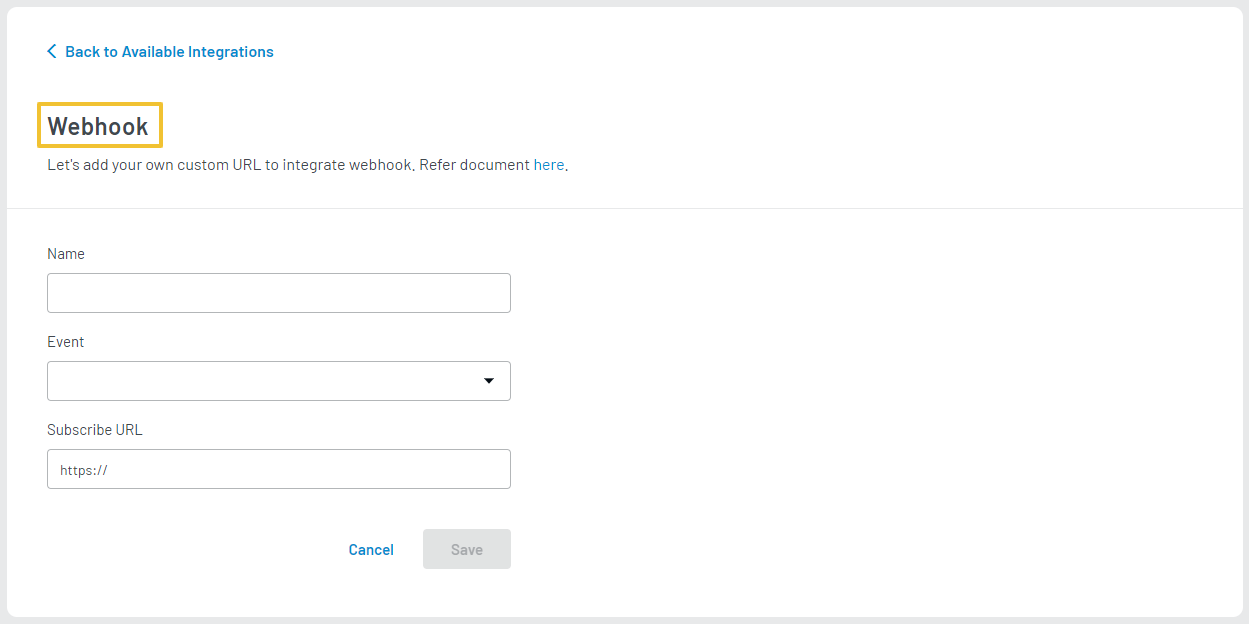 Back to Available Integrations
Webhook
Let's add your own custom URL to integrate webhook. Refer document here.
Name
Event
Subscribe URL
https://
Cancel Save